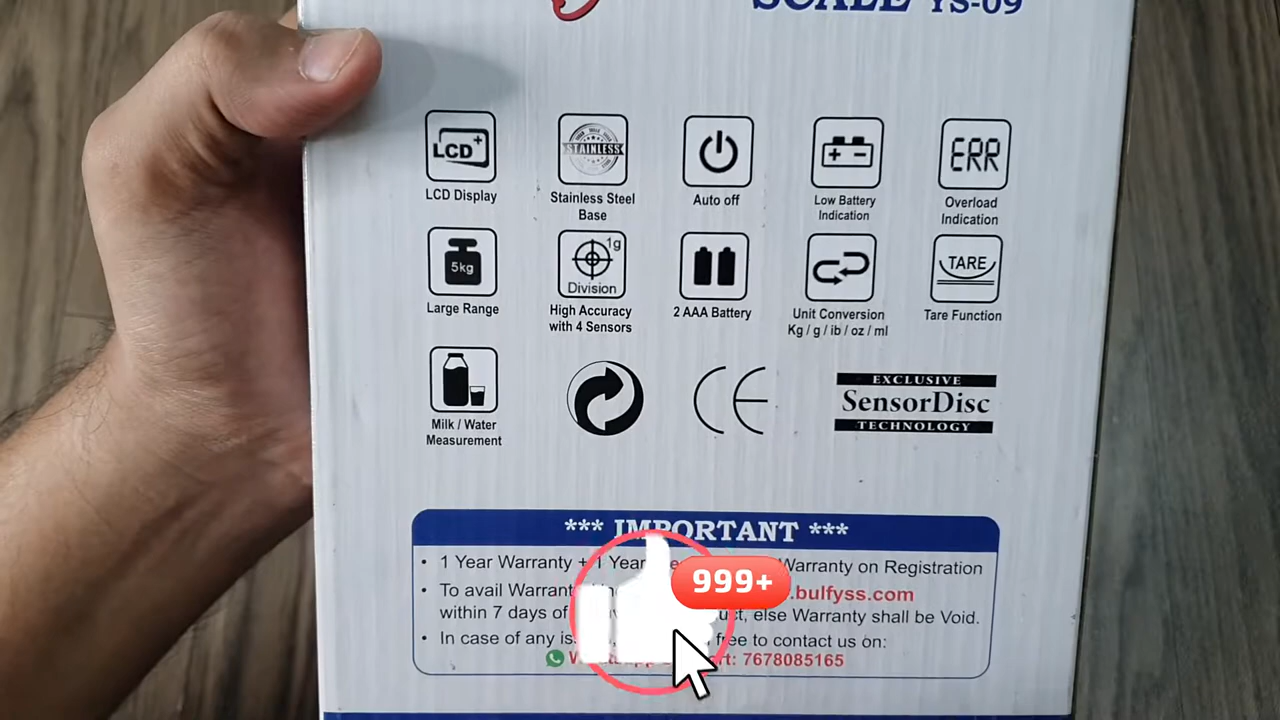 SCALE YS-09
LCD+
STAINLESS
ERR
LCD Display
Stainless Steel
Base
Auto off
Low Battery
Indication
Overload
Indication
5kg
1g
Division
TARE
Large Range
High Accuracy
with 4 Sensors
2 AAA Battery
Unit Conversion
Kg / g / ib / oz / ml
Tare Function
Milk / Water
Measurement
CE
EXCLUSIVE
SensorDisc
TECHNOLOGY
*** IMPORTANT ***
• 1 Year Warranty + 1 Year Warranty on Registration
999+
• To avail .bulfyss.com
within 7 days of else Warranty shall be Void.
• In case of any free to contact us on:
7678085165